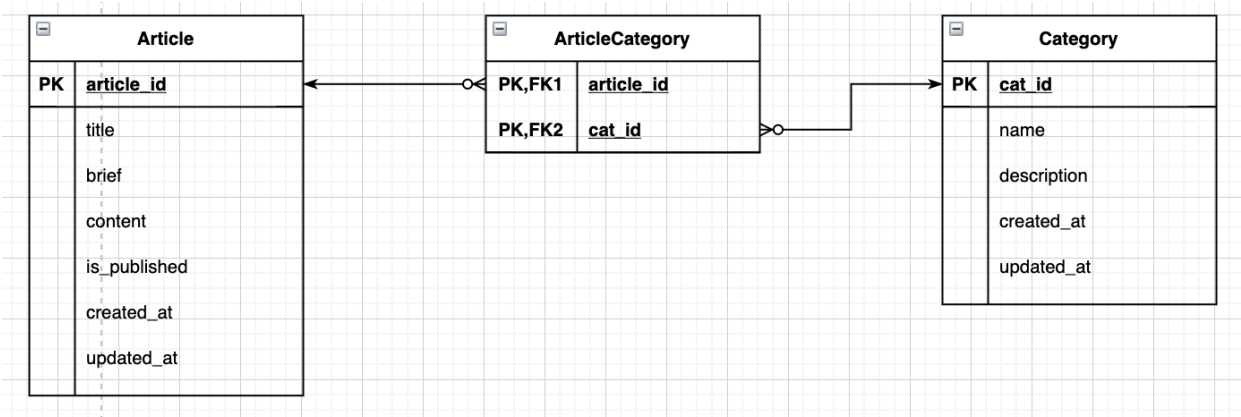 Article
PK article_id
title
brief
content
is_published
created_at
updated_at
ArticleCategory
PK,FK1 article_id
PK,FK2 cat_id
Category
PK cat_id
name
description
created_at
updated_at